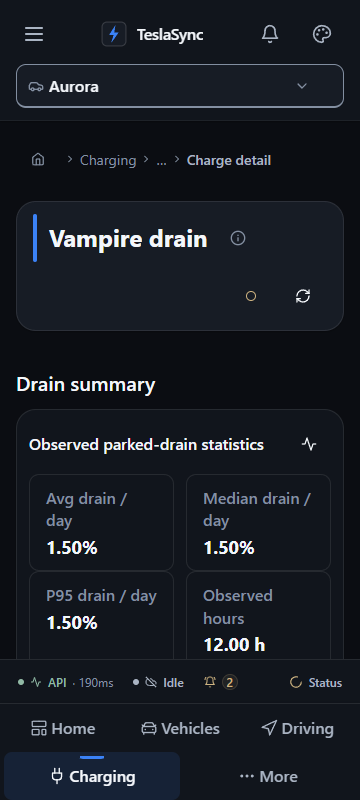 TeslaSync
Aurora
Charging
...
Charge detail
Vampire drain
Drain summary
Observed parked-drain statistics
Avg drain /
day
1.50%
Median drain /
day
1.50%
P95 drain / day
1.50%
Observed
hours
12.00 h
API · 190ms
Idle
2
Status
Home
Vehicles
Driving
Charging
More